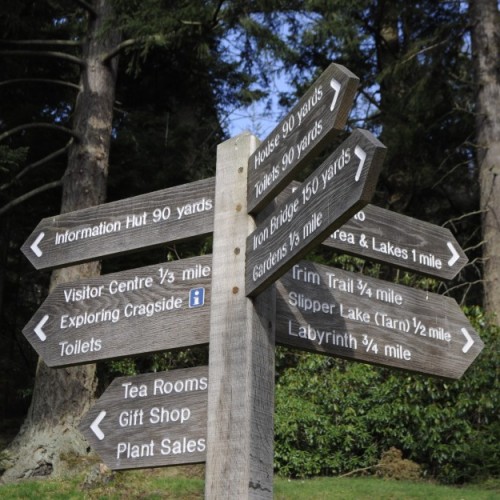 House 90 yards
Toilets 90 yards
Iron Bridge 150 yards
Gardens 1/3 mile
Information Hut 90 yards
Visitor Centre 1/3 mile
Exploring Cragside i
Toilets
Tea Rooms
Gift Shop
Plant Sales
& Lakes 1 mile
Trim Trail 3/4 mile
Slipper Lake (Tarn) 1/2 mile
Labyrinth 3/4 mile